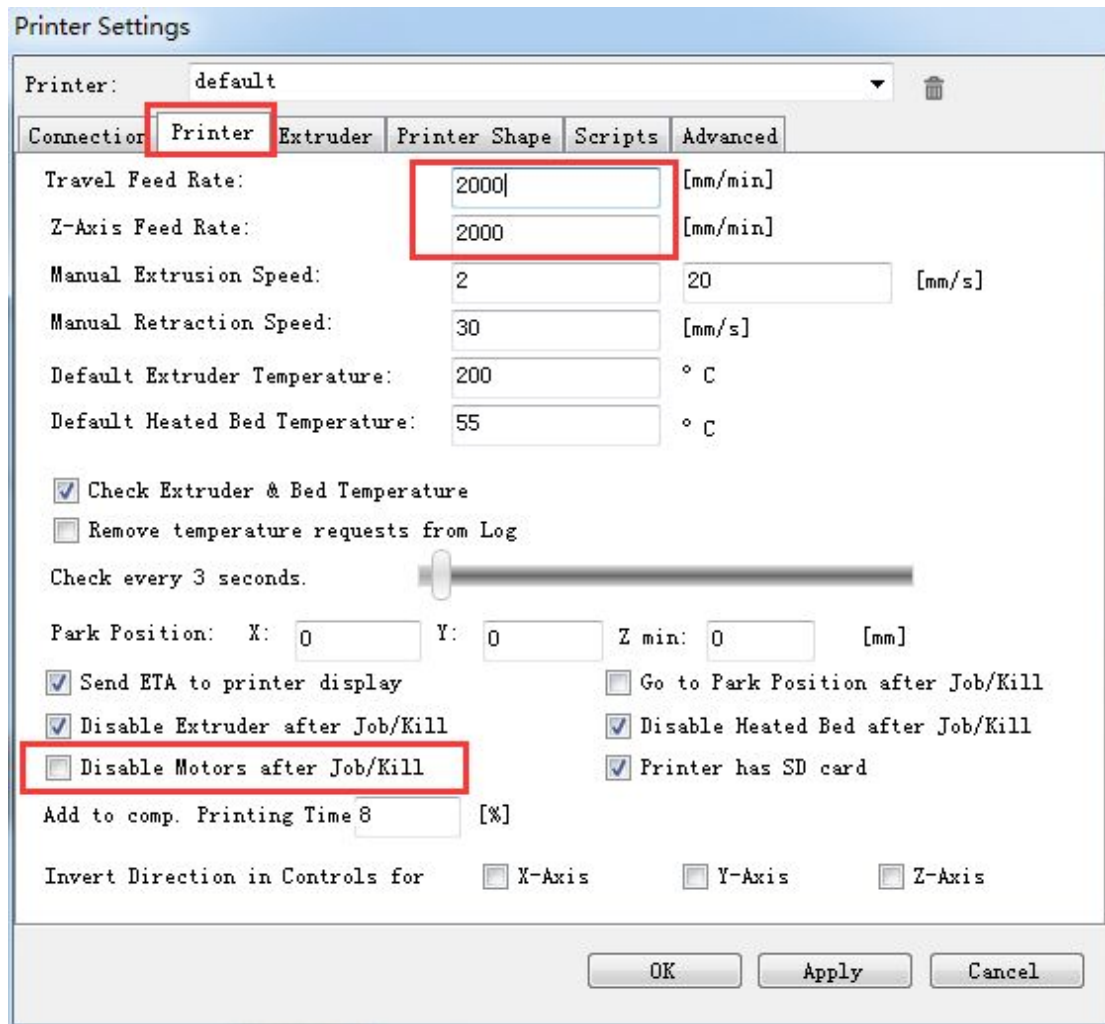 Printer Settings
Printer: default
Connection Printer Extruder Printer Shape Scripts Advanced
Travel Feed Rate: 2000 [mm/min]
Z-Axis Feed Rate: 2000 [mm/min]
Manual Extrusion Speed: 2 20 [mm/s]
Manual Retraction Speed: 30 [mm/s]
Default Extruder Temperature: 200 ° C
Default Heated Bed Temperature: 55 ° C
Check Extruder & Bed Temperature
Remove temperature requests from Log
Check every 3 seconds.
Park Position: X: 0 Y: 0 Z min: 0 [mm]
Send ETA to printer display Go to Park Position after Job/Kill
Disable Extruder after Job/Kill Disable Heated Bed after Job/Kill
Disable Motors after Job/Kill Printer has SD card
Add to comp. Printing Time 8 [%]
Invert Direction in Controls for X-Axis Y-Axis Z-Axis
OK Apply Cancel